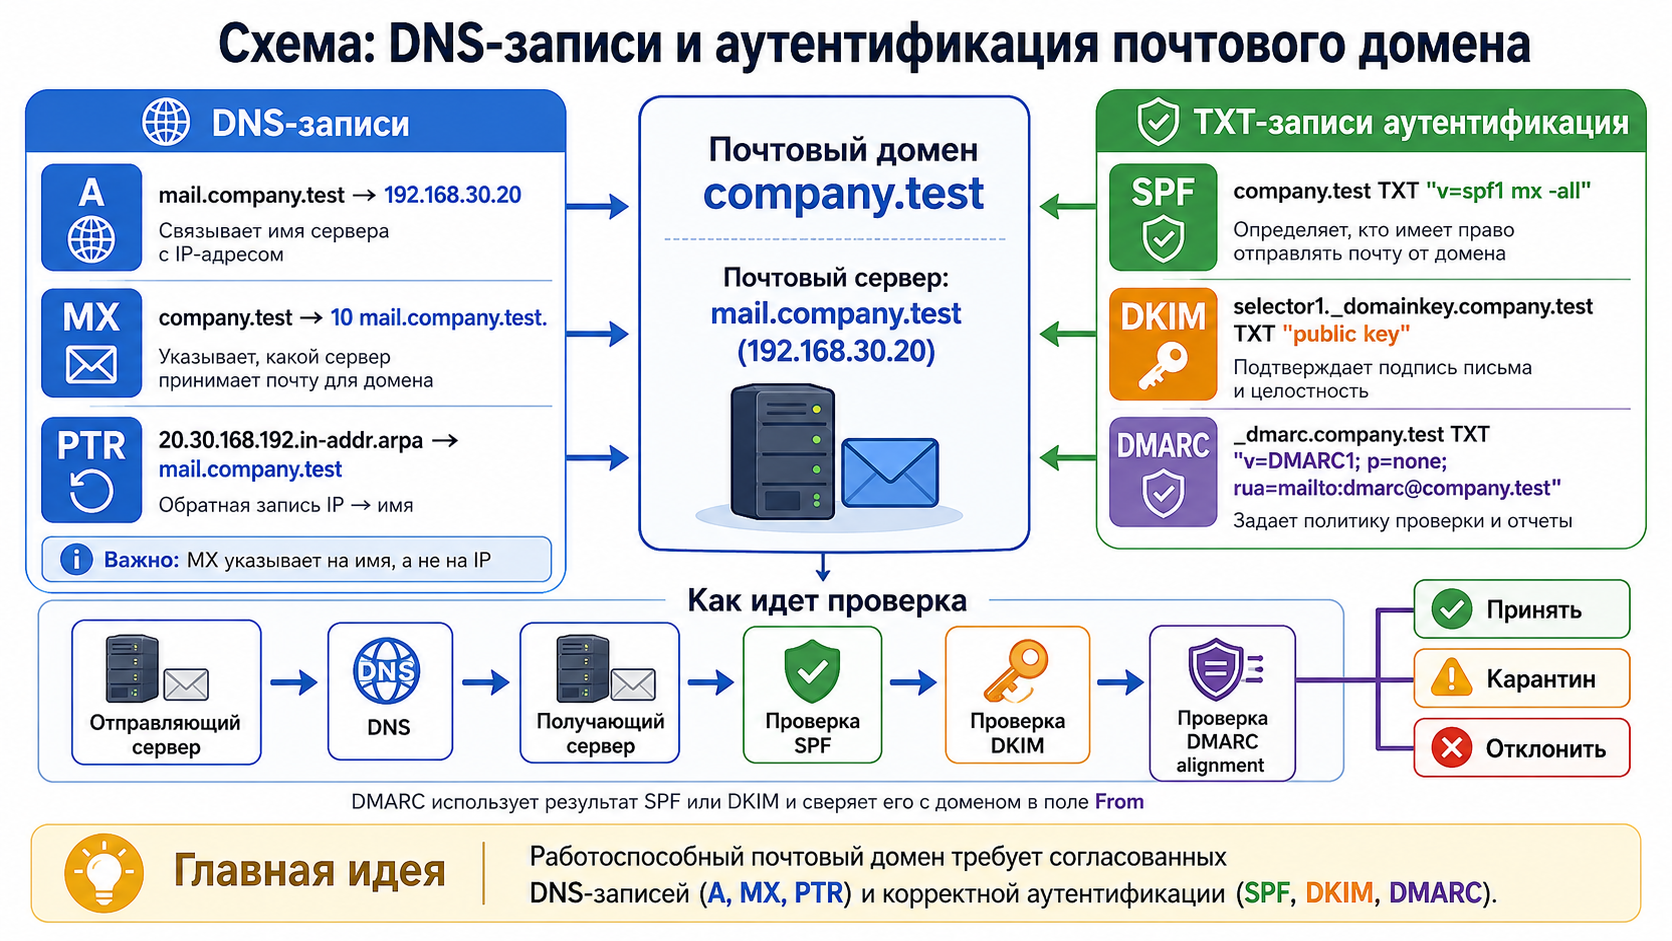 Схема: DNS-записи и аутентификация почтового домена
DNS-записи
A
mail.company.test → 192.168.30.20
Связывает имя сервера
с IP-адресом
MX
company.test → 10 mail.company.test.
Указывает, какой сервер
принимает почту для домена
PTR
20.30.168.192.in-addr.arpa →
mail.company.test
Обратная запись IP → имя
i
Важно: MX указывает на имя, а не на IP
Почтовый домен
company.test
Почтовый сервер:
mail.company.test
(192.168.30.20)
TXT-записи аутентификация
SPF
company.test TXT "v=spf1 mx -all"
Определяет, кто имеет право
отправлять почту от домена
DKIM
selector1._domainkey.company.test
TXT "public key"
Подтверждает подпись письма
и целостность
DMARC
_dmarc.company.test TXT
"v=DMARC1; p=none;
rua=mailto:dmarc@company.test"
Задает политику проверки и отчеты
Как идет проверка
Отправляющий
сервер
DNS
DNS
Получающий
сервер
Проверка
SPF
Проверка
DKIM
Проверка
DMARC
alignment
Принять
Карантин
Отклонить
DMARC использует результат SPF или DKIM и сверяет его с доменом в поле From
Главная идея
Работоспособный почтовый домен требует согласованных
DNS-записей (A, MX, PTR) и корректной аутентификации (SPF, DKIM, DMARC).